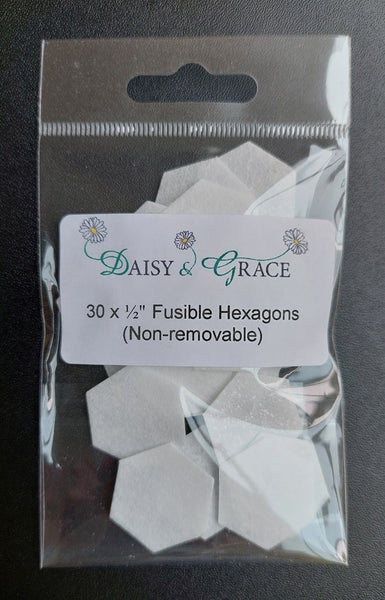 DAISY & GRACE
30 x ½" Fusible Hexagons
(Non-removable)